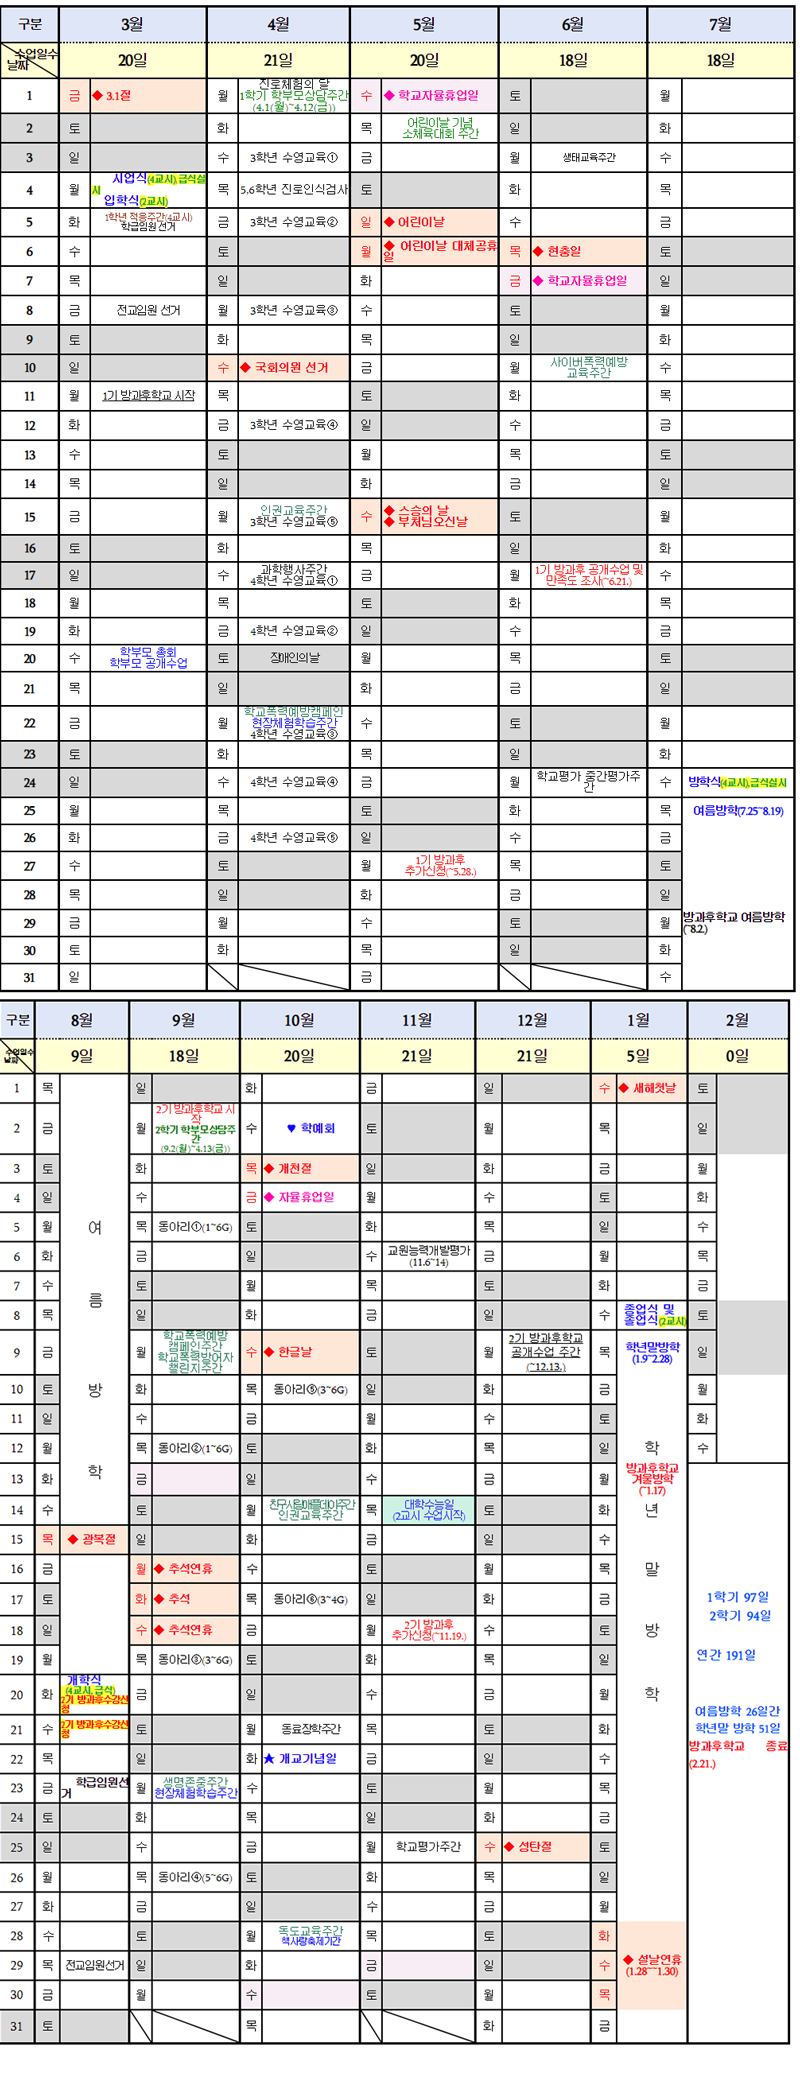 구분 3월 4월 5월 6월 7월
수업일수 날짜 20일 21일 20일 18일 18일
1 금 ◆ 3.1절 월 진로체험의 달 수 ◆ 학교자율휴업일 토 월
1학기 학부모상담주간
(4.1(월)~4.12(금))
2 토 화 목 어린이날 기념 일 화
소체육대회 주간
3 일 수 3학년 수영교육① 금 월 생태교육주간 수
4 월 시업식(4교시),급식실시 목 5.6학년 진로인식검사 토 화 목
입학식(2교시)
5 화 1학년 적응주간(4교시) 금 3학년 수영교육② 일 ◆ 어린이날 수 금
학급임원 선거
6 수 토 월 ◆ 어린이날 대체공휴일 목 ◆ 현충일 토
7 목 일 화 금 ◆ 학교자율휴업일 일
8 금 전교임원 선거 월 3학년 수영교육③ 수 토 월
9 토 화 목 일 화
10 일 수 ◆ 국회의원 선거 금 월 사이버폭력예방 수
교육주간
11 월 1기 방과후학교 시작 목 토 화 목
12 화 금 3학년 수영교육④ 일 수 금
13 수 토 월 목 토
14 목 일 화 금 일
15 금 월 인권교육주간 수 ◆ 스승의 날 토 월
3학년 수영교육⑤ ◆ 부처님오신날
16 토 화 목 일 화
17 일 수 과학행사주간 금 월 1기 방과후 공개수업 및 수
4학년 수영교육① 만족도 조사(~6.21.)
18 월 목 토 화 목
19 화 금 4학년 수영교육② 일 수 금
20 수 학부모 총회 토 장애인의날 월 목 토
학부모 공개수업
21 목 일 화 금 일
22 금 월 학교폭력예방캠페인 수 토 월
현장체험학습주간
4학년 수영교육③
23 토 화 목 일 화
24 일 수 4학년 수영교육④ 금 월 학교평가 중간평가주간 수 방학식(4교시),급식실시
25 월 목 토 화 목 여름방학(7.25~8.19)
26 화 금 4학년 수영교육⑤ 일 수 금
27 수 토 월 1기 방과후 목 토
추가신청(~5.28.)
28 목 일 화 금 일
29 금 월 수 토 월 방과후학교 여름방학
(~8.2.)
30 토 화 목 일 화
31 일 금 수
구분 8월 9월 10월 11월 12월 1월 2월
수업일수 날짜 9일 18일 20일 21일 21일 5일 0일
1 목 일 화 금 일 수 ◆ 새해첫날 토
2 금 월 2기 방과후학교 시작 수 ♥ 학예회 토 월 목 일
2학기 학부모상담주간
(9.2(월)~4.13(금))
3 토 화 목 ◆ 개천절 일 화 금 월
4 일 수 금 ◆ 자율휴업일 월 수 토 화
5 월 여 목 동아리①(1~6G) 토 화 목 일 수
6 화 금 일 수 교원능력개발평가 금 월 목
(11.6~14)
7 수 름 토 월 목 토 화 금
8 목 일 화 금 일 수 종업식 및 토
졸업식(2교시)
9 금 월 학교폭력예방 수 ◆ 한글날 토 월 2기 방과후학교 목 학년말방학 일
캠페인주간 공개수업 주간 (1.9~2.28)
학교폭력방어자 (~12.13.)
챌린지주간
10 토 방 화 목 동아리⑤(3~6G) 일 화 금 월
11 일 수 금 월 수 토 화
12 월 목 동아리②(1~6G) 토 화 목 일 학 수
13 화 학 금 일 수 금 월 방과후학교
겨울방학
(~1.17)
14 수 토 월 친구사랑애플데이주간 목 대학수능일 토 화 년
인권교육주간 (2교시 수업시작)
15 목 ◆ 광복절 일 화 금 일 수
16 금 월 ◆ 추석연휴 수 토 월 목 말
17 토 화 ◆ 추석 목 동아리⑥(3~4G) 일 화 금 1학기 97일
18 일 수 ◆ 추석연휴 금 월 2기 방과후 수 토 방 2학기 94일
추가신청(~11.19.)
19 월 목 동아리③(3~6G) 토 화 목 일 연간 191일
20 화 개학식 금 일 수 금 월 학
(4교시,급식)
2기 방과후수강신청 여름방학 26일간
21 수 2기 방과후수강신청 토 월 동료장학주간 목 토 화 학년말 방학 51일
22 목 일 화 ★ 개교기념일 금 일 수 방과후학교 종료
(2.21.)
23 금 학급임원선거 월 생명존중주간 수 토 월 목
현장체험학습주간
24 토 화 목 일 화 금
25 일 수 금 월 학교평가주간 수 ◆ 성탄절 토
26 월 목 동아리④(5~6G) 토 화 목 일
27 화 금 일 수 금 월
28 수 토 월 독도교육주간 목 토 화
책사랑축제기간
29 목 전교임원선거 일 화 금 일 수 ◆ 설날연휴
(1.28~~1.30)
30 금 월 수 토 월 목
31 토 목 화 금